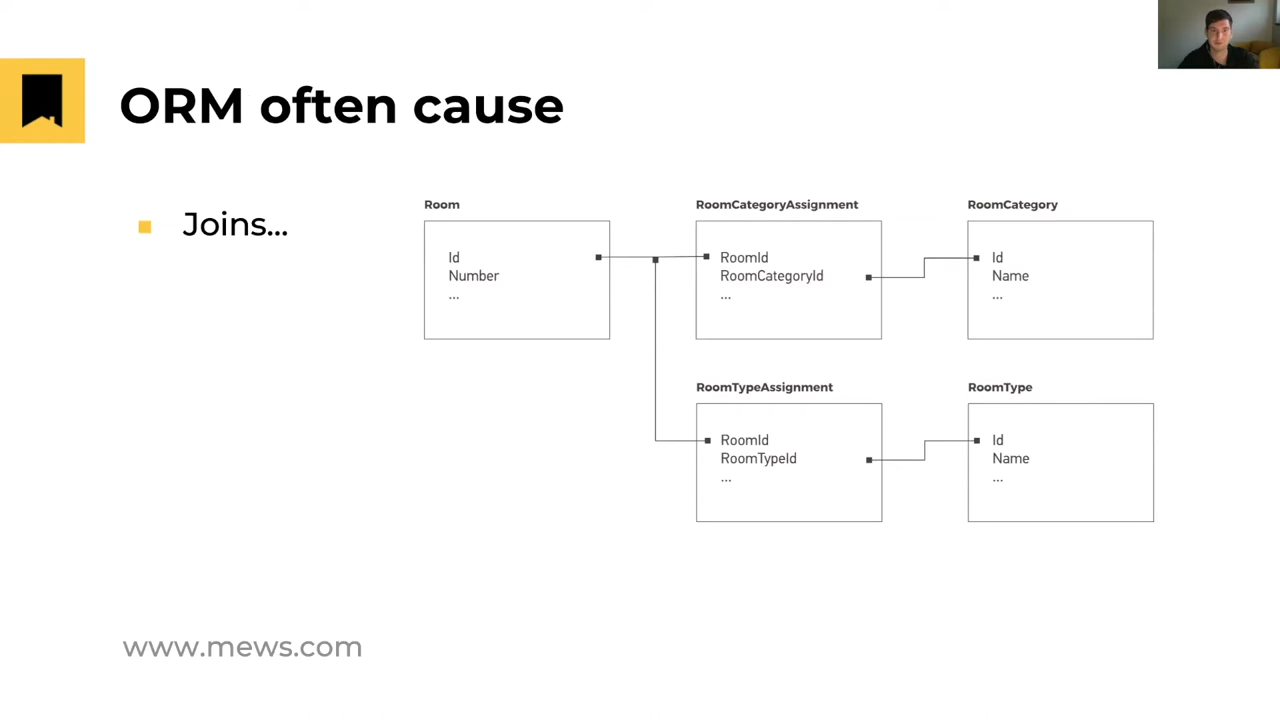 ORM often cause
Joins...
Room
Id
Number
...
RoomCategoryAssignment
RoomId
RoomCategoryId
...
RoomCategory
Id
Name
...
RoomTypeAssignment
RoomId
RoomTypeId
...
RoomType
Id
Name
...
www.mews.com